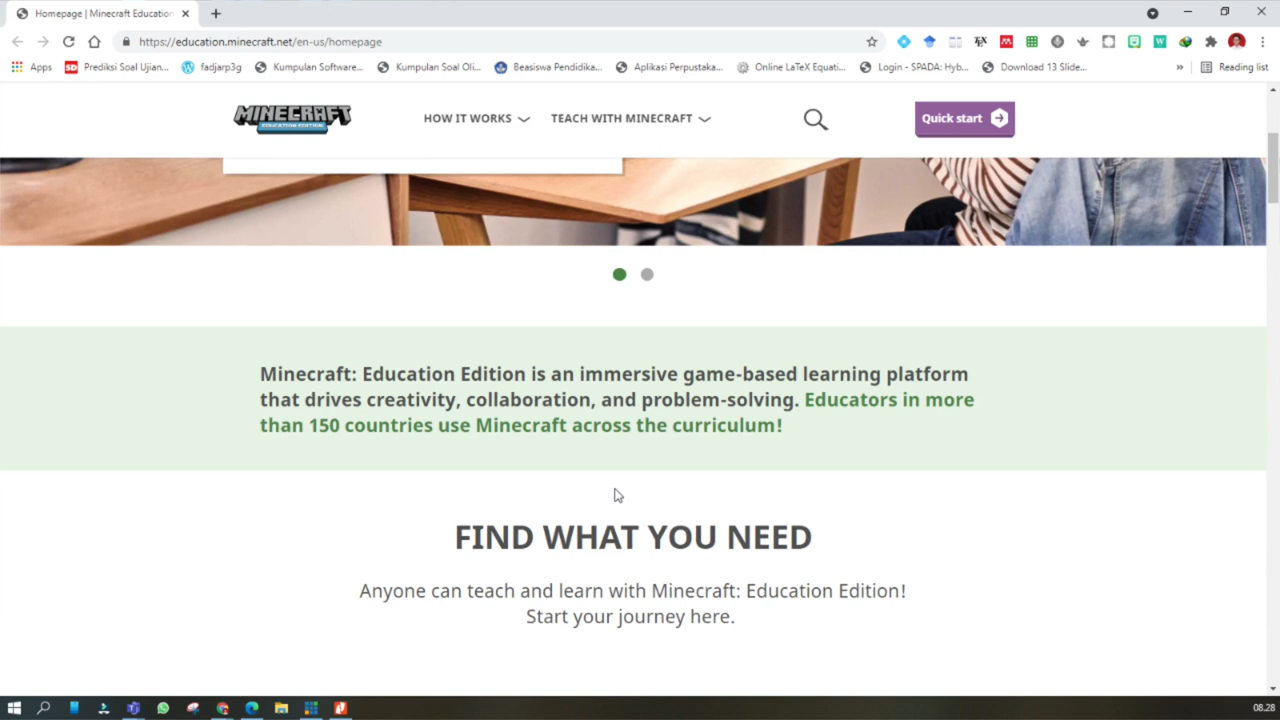 Homepage | Minecraft Education
https://education.minecraft.net/en-us/homepage
Apps
SD Prediksi Soal Ujian...
fadjarp3g
Kumpulan Software...
Kumpulan Soal Oli...
Beasiswa Pendidika...
Aplikasi Perpustaka...
Online LaTeX Equati...
Login - SPADA: Hyb...
Download 13 Slide...
»
Reading list
MINECRAFT
EDUCATION EDITION
HOW IT WORKS
TEACH WITH MINECRAFT
Quick start
Minecraft: Education Edition is an immersive game-based learning platform
that drives creativity, collaboration, and problem-solving. Educators in more
than 150 countries use Minecraft across the curriculum!
FIND WHAT YOU NEED
Anyone can teach and learn with Minecraft: Education Edition!
Start your journey here.
08.28